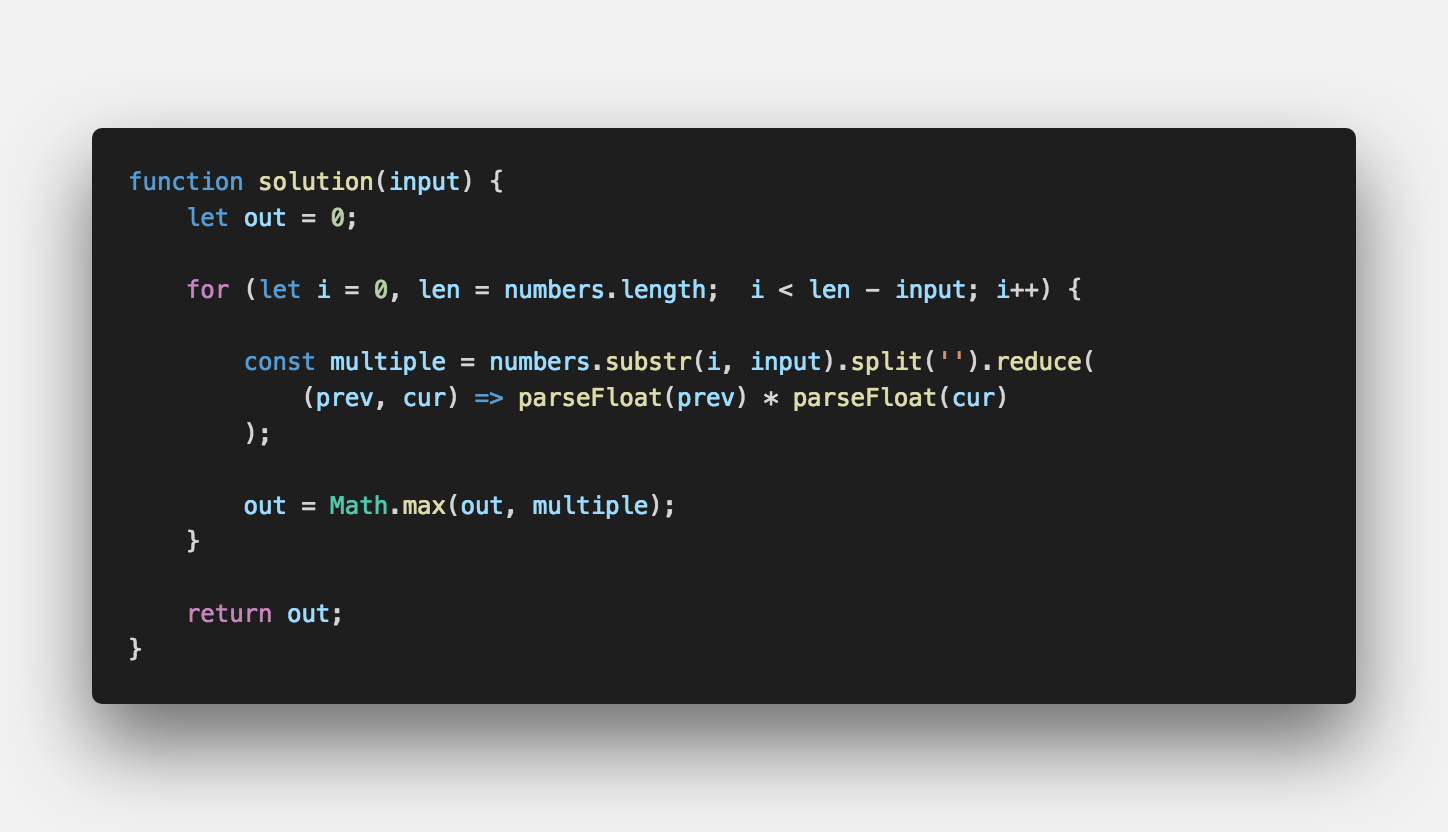 function solution(input) {
    let out = 0;
    for (let i = 0, len = numbers.length;  i < len - input; i++) {
        const multiple = numbers.substr(i, input).split('').reduce(
            (prev, cur) => parseFloat(prev) * parseFloat(cur)
        );
        out = Math.max(out, multiple);
    }
    return out;
}